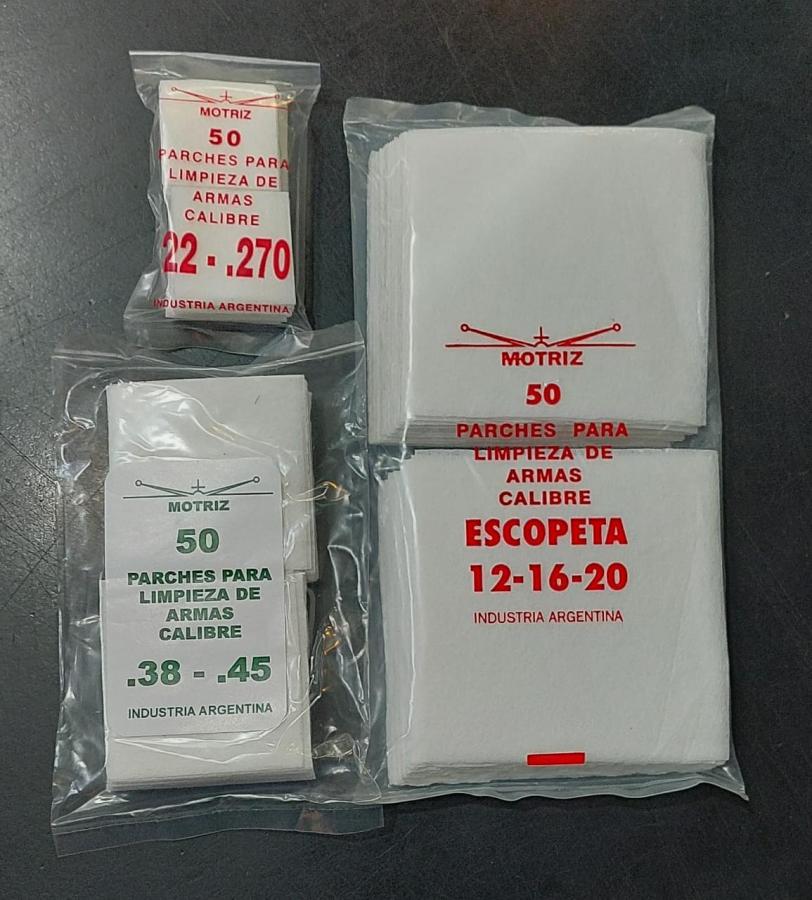 MOTRIZ
50
PARCHES PARA
LIMPIEZA DE
ARMAS
CALIBRE
22 - .270
INDUSTRIA ARGENTINA
MOTRIZ
50
PARCHES PARA
LIMPIEZA DE
ARMAS
CALIBRE
.38 - .45
INDUSTRIA ARGENTINA
MOTRIZ
50
PARCHES PARA
LIMPIEZA DE
ARMAS
CALIBRE
ESCOPETA
12-16-20
INDUSTRIA ARGENTINA